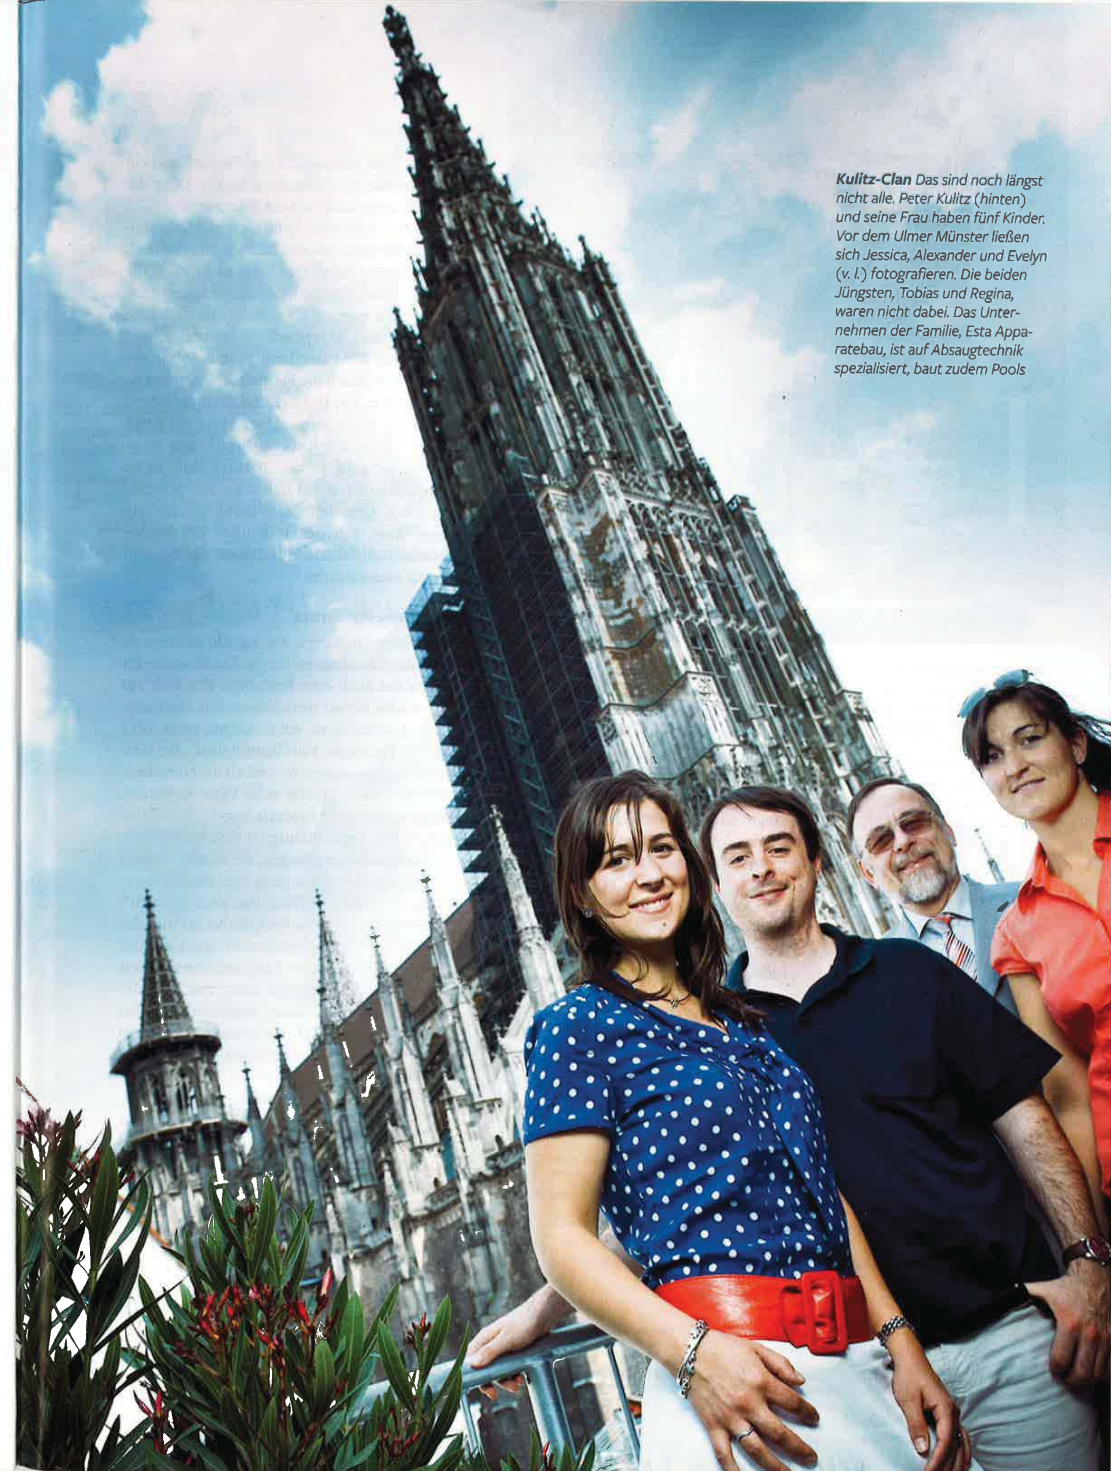 Kulitz-Clan Das sind noch längst
nicht alle. Peter Kulitz (hinten)
und seine Frau haben fünf Kinder.
Vor dem Ulmer Münster ließen
sich Jessica, Alexander und Evelyn
(v. l.) fotografieren. Die beiden
Jüngsten, Tobias und Regina,
waren nicht dabei. Das Unter-
nehmen der Familie, Esta Appa-
ratebau, ist auf Absaugtechnik
spezialisiert, baut zudem Pools